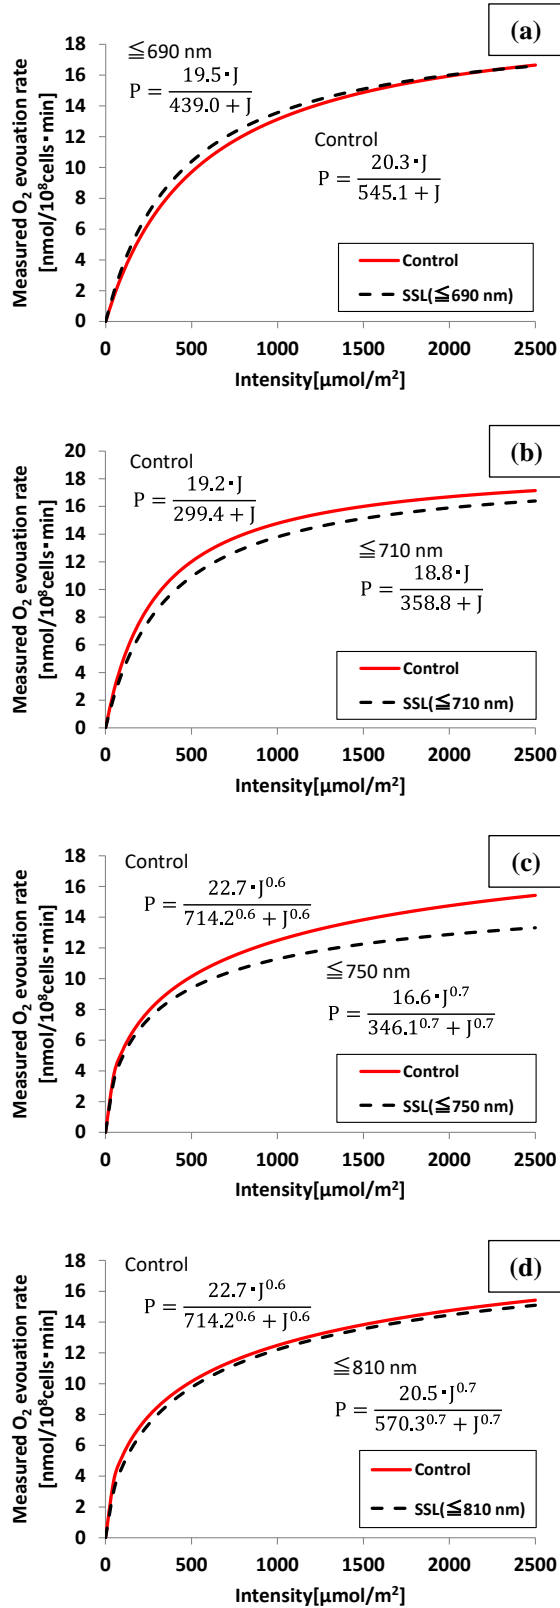 (a)
≦690 nm
P = 19.5・J / 439.0 + J
Control
P = 20.3・J / 545.1 + J
Control
SSL(≦690 nm)
Measured O2 evouation rate
[nmol/10^8cells・min]
18
16
14
12
10
8
6
4
2
0
0 500 1000 1500 2000 2500
Intensity[μmol/m^2]
(b)
Control
P = 19.2・J / 299.4 + J
≦710 nm
P = 18.8・J / 358.8 + J
Control
SSL(≦710 nm)
Measured O2 evouation rate
[nmol/10^8cells・min]
20
18
16
14
12
10
8
6
4
2
0
0 500 1000 1500 2000 2500
Intensity[μmol/m^2]
(c)
Control
P = 22.7・J^0.6 / 714.2^0.6 + J^0.6
≦750 nm
P = 16.6・J^0.7 / 346.1^0.7 + J^0.7
Control
SSL(≦750 nm)
Measured O2 evouation rate
[nmol/10^8cells・min]
18
16
14
12
10
8
6
4
2
0
0 500 1000 1500 2000 2500
Intensity[μmol/m^2]
(d)
Control
P = 22.7・J^0.6 / 714.2^0.6 + J^0.6
≦810 nm
P = 20.5・J^0.7 / 570.3^0.7 + J^0.7
Control
SSL(≦810 nm)
Measured O2 evouation rate
[nmol/10^8cells・min]
18
16
14
12
10
8
6
4
2
0
0 500 1000 1500 2000 2500
Intensity[μmol/m^2]